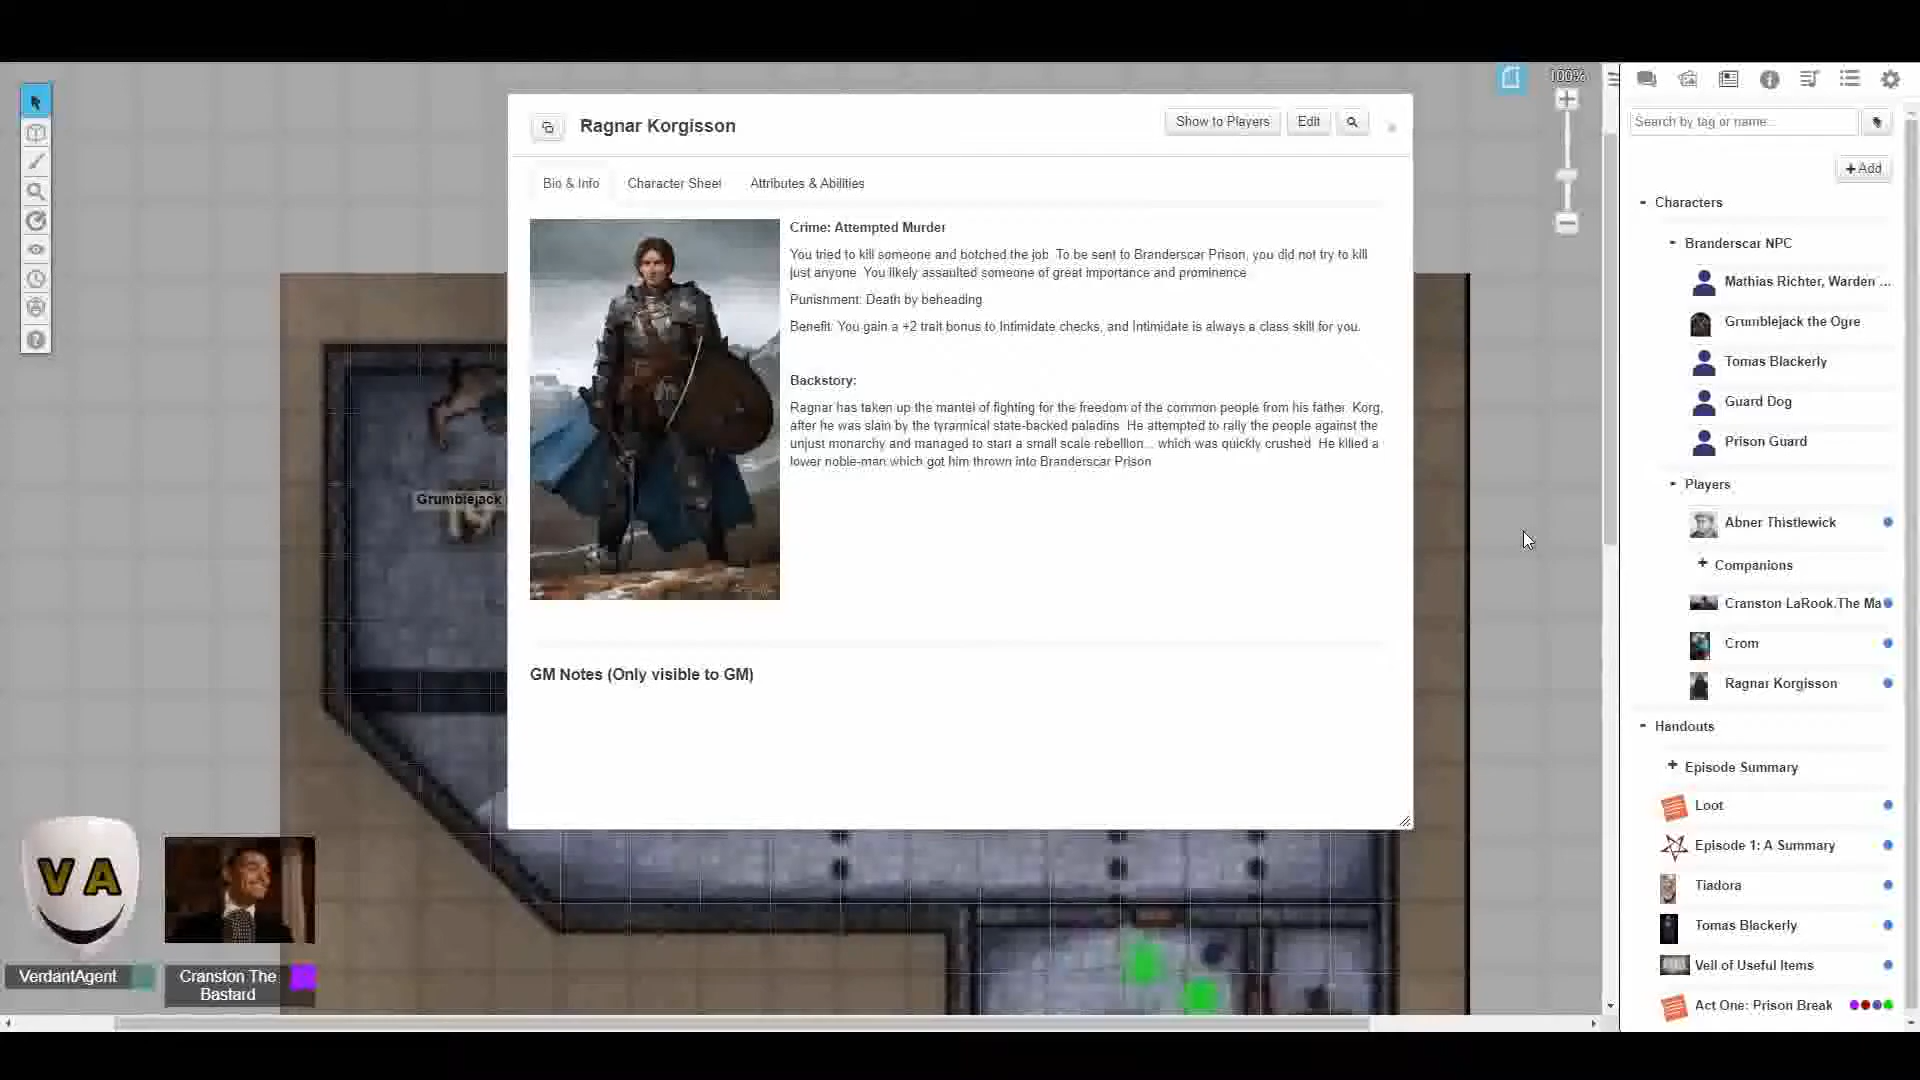 100%
Search by tag or name...
+ Add
Ragnar Korgisson
Show to Players
Edit
Bio & Info
Character Sheet
Attributes & Abilities
Crime: Attempted Murder
You tried to kill someone and botched the job. To be sent to Branderscar Prison, you did not try to kill
just anyone. You likely assaulted someone of great importance and prominence.
Punishment: Death by beheading
Benefit: You gain a +2 trait bonus to Intimidate checks, and Intimidate is always a class skill for you.
Backstory:
Ragnar has taken up the mantel of fighting for the freedom of the common people from his father, Korg,
after he was slain by the tyrannical state-backed paladins. He attempted to rally the people against the
unjust monarchy and managed to start a small scale rebellion... which was quickly crushed. He killed a
lower noble-man which got him thrown into Branderscar Prison
GM Notes (Only visible to GM)
Grumblejack
VA
VerdantAgent
Cranston The
Bastard
Characters
Branderscar NPC
Mathias Richter, Warden ...
Grumblejack the Ogre
Tomas Blackerly
Guard Dog
Prison Guard
Players
Abner Thistlewick
Companions
Cranston LaRook.The Ma
Crom
Ragnar Korgisson
Handouts
Episode Summary
Loot
Episode 1: A Summary
Tiadora
Tomas Blackerly
Veil of Useful Items
Act One: Prison Break